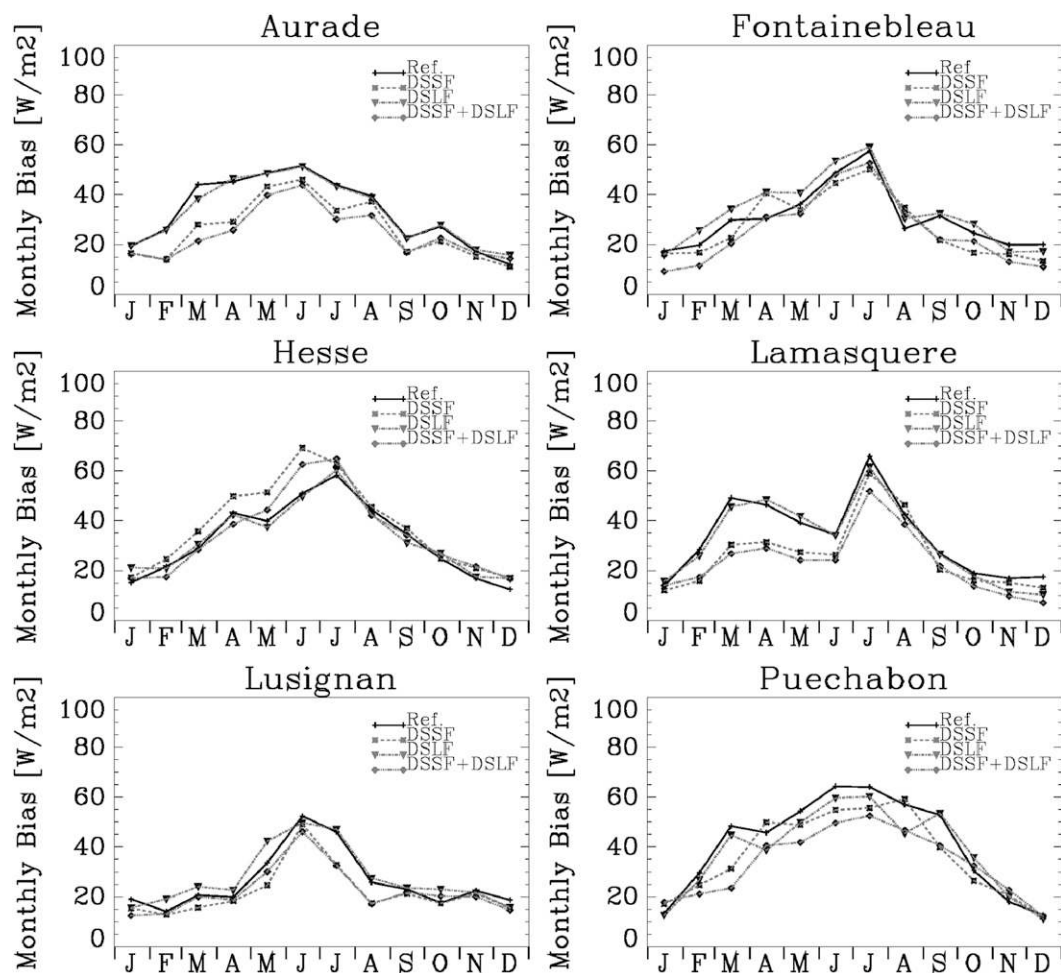 Aurade
Monthly Bias [W/m2]
100
80
60
40
20
0
Ref.
DSSF
DSLF
DSSF+DSLF
J F M A M J J A S O N D
Fontainebleau
Monthly Bias [W/m2]
100
80
60
40
20
0
Ref.
DSSF
DSLF
DSSF+DSLF
J F M A M J J A S O N D
Hesse
Monthly Bias [W/m2]
100
80
60
40
20
0
Ref.
DSSF
DSLF
DSSF+DSLF
J F M A M J J A S O N D
Lamasquere
Monthly Bias [W/m2]
100
80
60
40
20
0
Ref.
DSSF
DSLF
DSSF+DSLF
J F M A M J J A S O N D
Lusignan
Monthly Bias [W/m2]
100
80
60
40
20
0
Ref.
DSSF
DSLF
DSSF+DSLF
J F M A M J J A S O N D
Puechabon
Monthly Bias [W/m2]
100
80
60
40
20
0
Ref.
DSSF
DSLF
DSSF+DSLF
J F M A M J J A S O N D